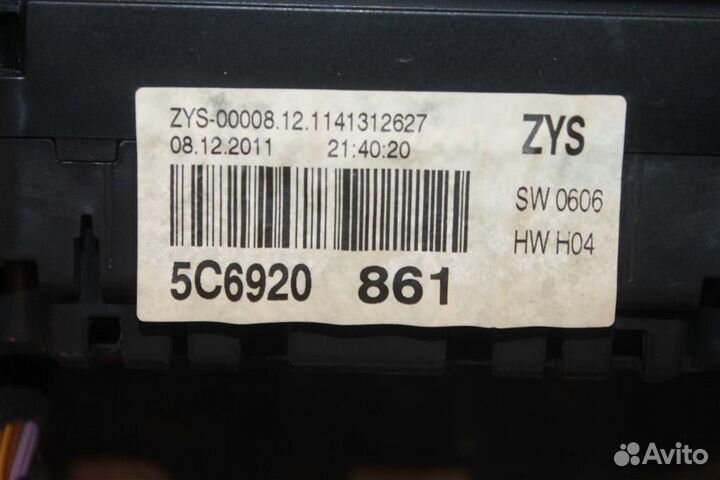 ZYS-00008.12.1141312627
08.12.2011 21:40:20
ZYS
SW 0606
HW H04
5C6920 861
Avito